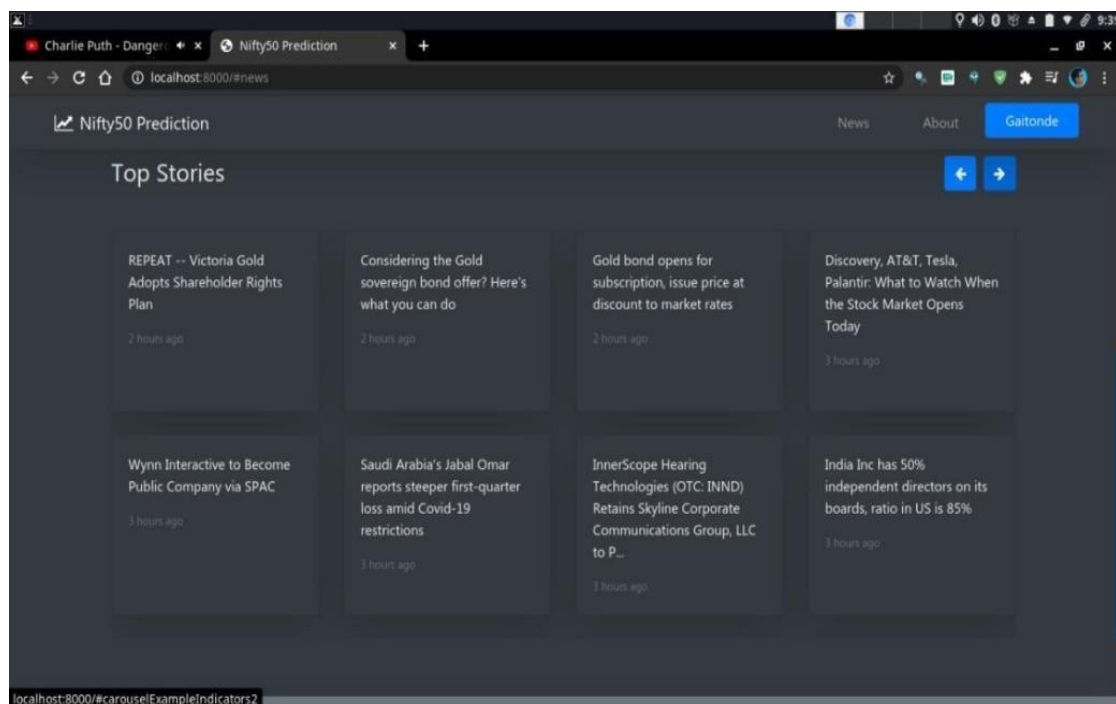 9:39
Charlie Puth - Danger
Nifty50 Prediction
localhost:8000/#news
Nifty50 Prediction
News
About
Gaitonde
Top Stories
REPEAT -- Victoria Gold
Adopts Shareholder Rights
Plan
2 hours ago
Considering the Gold
sovereign bond offer? Here's
what you can do
2 hours ago
Gold bond opens for
subscription, issue price at
discount to market rates
2 hours ago
Discovery, AT&T, Tesla,
Palantir: What to Watch When
the Stock Market Opens
Today
3 hours ago
Wynn Interactive to Become
Public Company via SPAC
3 hours ago
Saudi Arabia's Jabal Omar
reports steeper first-quarter
loss amid Covid-19
restrictions
3 hours ago
InnerScope Hearing
Technologies (OTC: INND)
Retains Skyline Corporate
Communications Group, LLC
to P...
3 hours ago
India Inc has 50%
independent directors on its
boards, ratio in US is 85%
3 hours ago
localhost:8000/#carouselExampleIndicators2